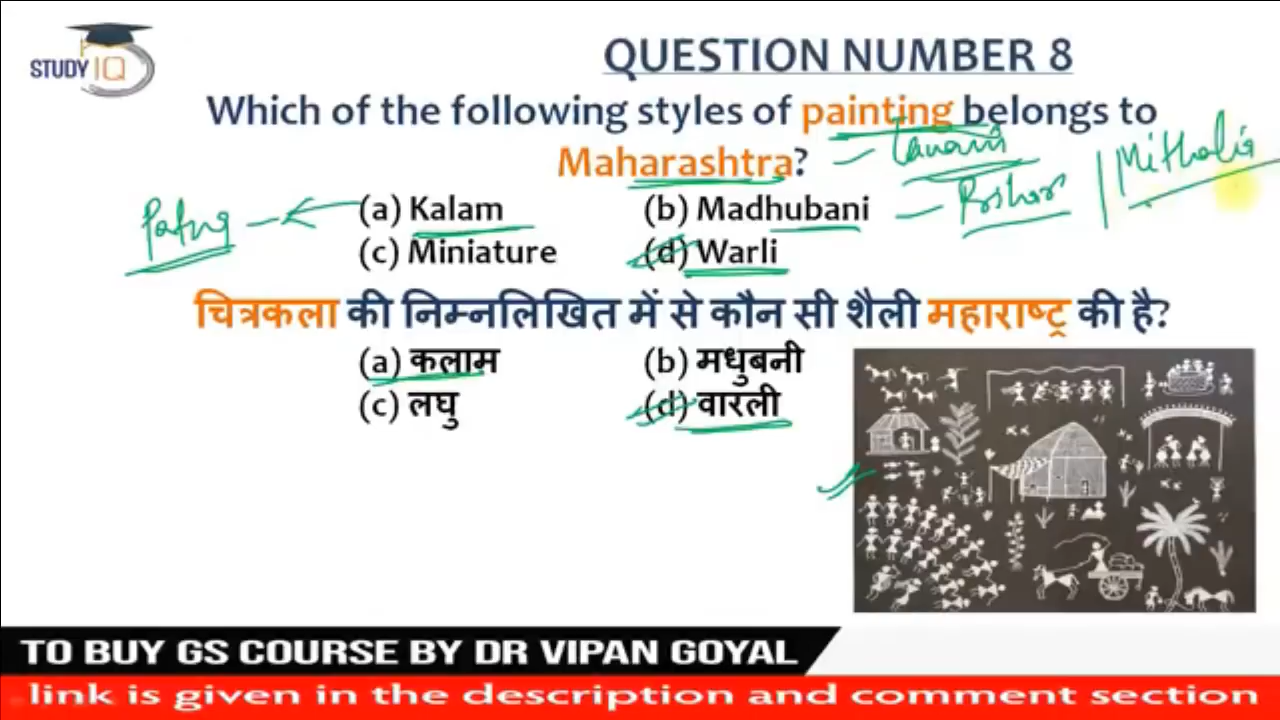 STUDY IQ
QUESTION NUMBER 8
Which of the following styles of painting belongs to
Maharashtra?
(a) Kalam (b) Madhubani
Patna
(c) Miniature (d) Warli
चित्रकला की निम्नलिखित में से कौन सी शैली महाराष्ट्र की है?
(a) कलाम (b) मधुबनी
(c) लघु (d) वारली
TO BUY GS COURSE BY DR VIPAN GOYAL
link is given in the description and comment section